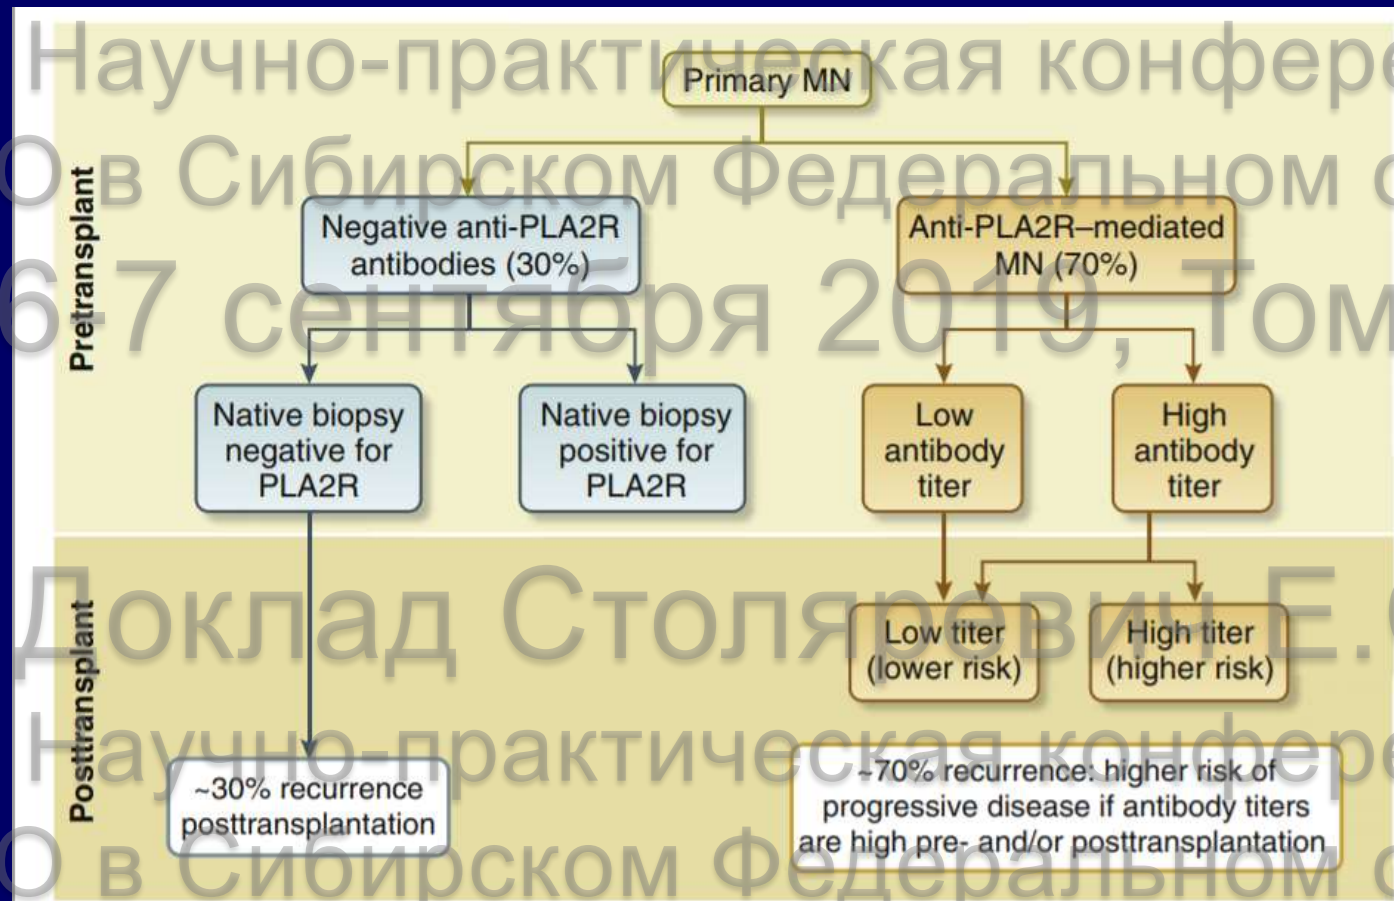 Научно-практическая конфере
Primary MN
О в Сибирском Федеральном о
Pretransplant
Negative anti-PLA2R
antibodies (30%)
Anti-PLA2R–mediated
MN (70%)
6-7 сентября 2019, Том
Native biopsy
negative for
PLA2R
Native biopsy
positive for
PLA2R
Low
antibody
titer
High
antibody
titer
Posttransplant
Доклад Столяревич Е.
Low titer
(lower risk)
High titer
(higher risk)
Научно-практическая конфере
~30% recurrence
posttransplantation
~70% recurrence: higher risk of
progressive disease if antibody titers
are high pre- and/or posttransplantation
О в Сибирском Федеральном о